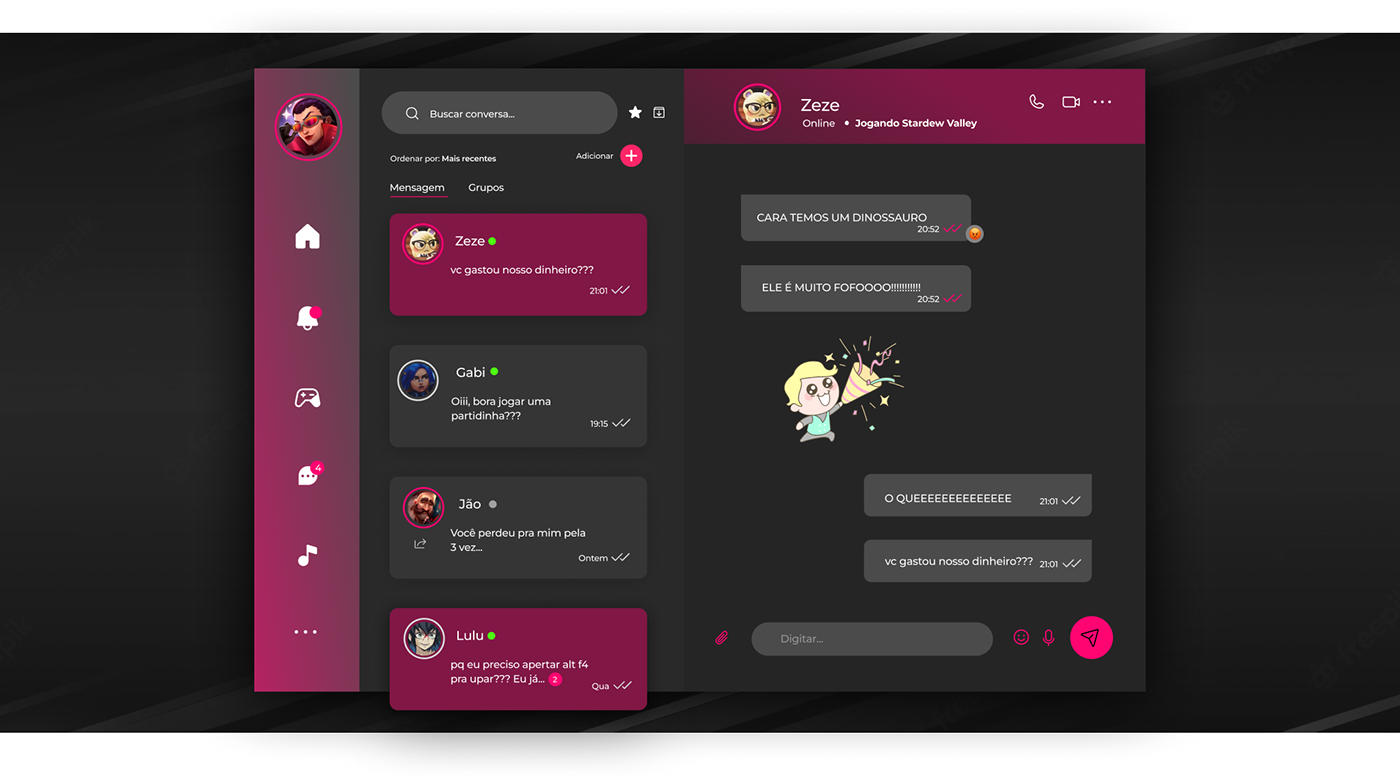 Buscar conversa...
Ordenar por: Mais recentes
Adicionar
Mensagem
Grupos
Zeze
vc gastou nosso dinheiro???
21:01
Gabi
Oiii, bora jogar uma
partidinha???
19:15
Jão
Você perdeu pra mim pela
3 vez...
Ontem
Lulu
pq eu preciso apertar alt f4
pra upar??? Eu já... 2
Qua
4
Zeze
Online • Jogando Stardew Valley
CARA TEMOS UM DINOSSAURO
20:52
ELE É MUITO FOFOOOO!!!!!!!!!!!
20:52
O QUEEEEEEEEEEEEEE
21:01
vc gastou nosso dinheiro???
21:01
Digitar...